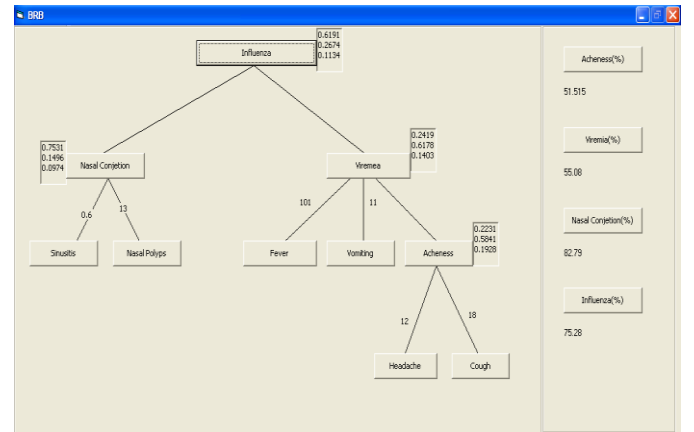 BRB
Influenza
0.6191
0.2674
0.1134
0.7531
0.1496
0.0974
Nasal Conjetion
Viremea
0.2419
0.6178
0.1403
0.6
13
101
11
Sinusitis
Nasal Polyps
Fever
Vomiting
Acheness
0.2231
0.5841
0.1928
12
18
Headache
Cough
Acheness(%)
51.515
Viremia(%)
55.08
Nasal Conjetion(%)
82.79
Influenza(%)
75.28